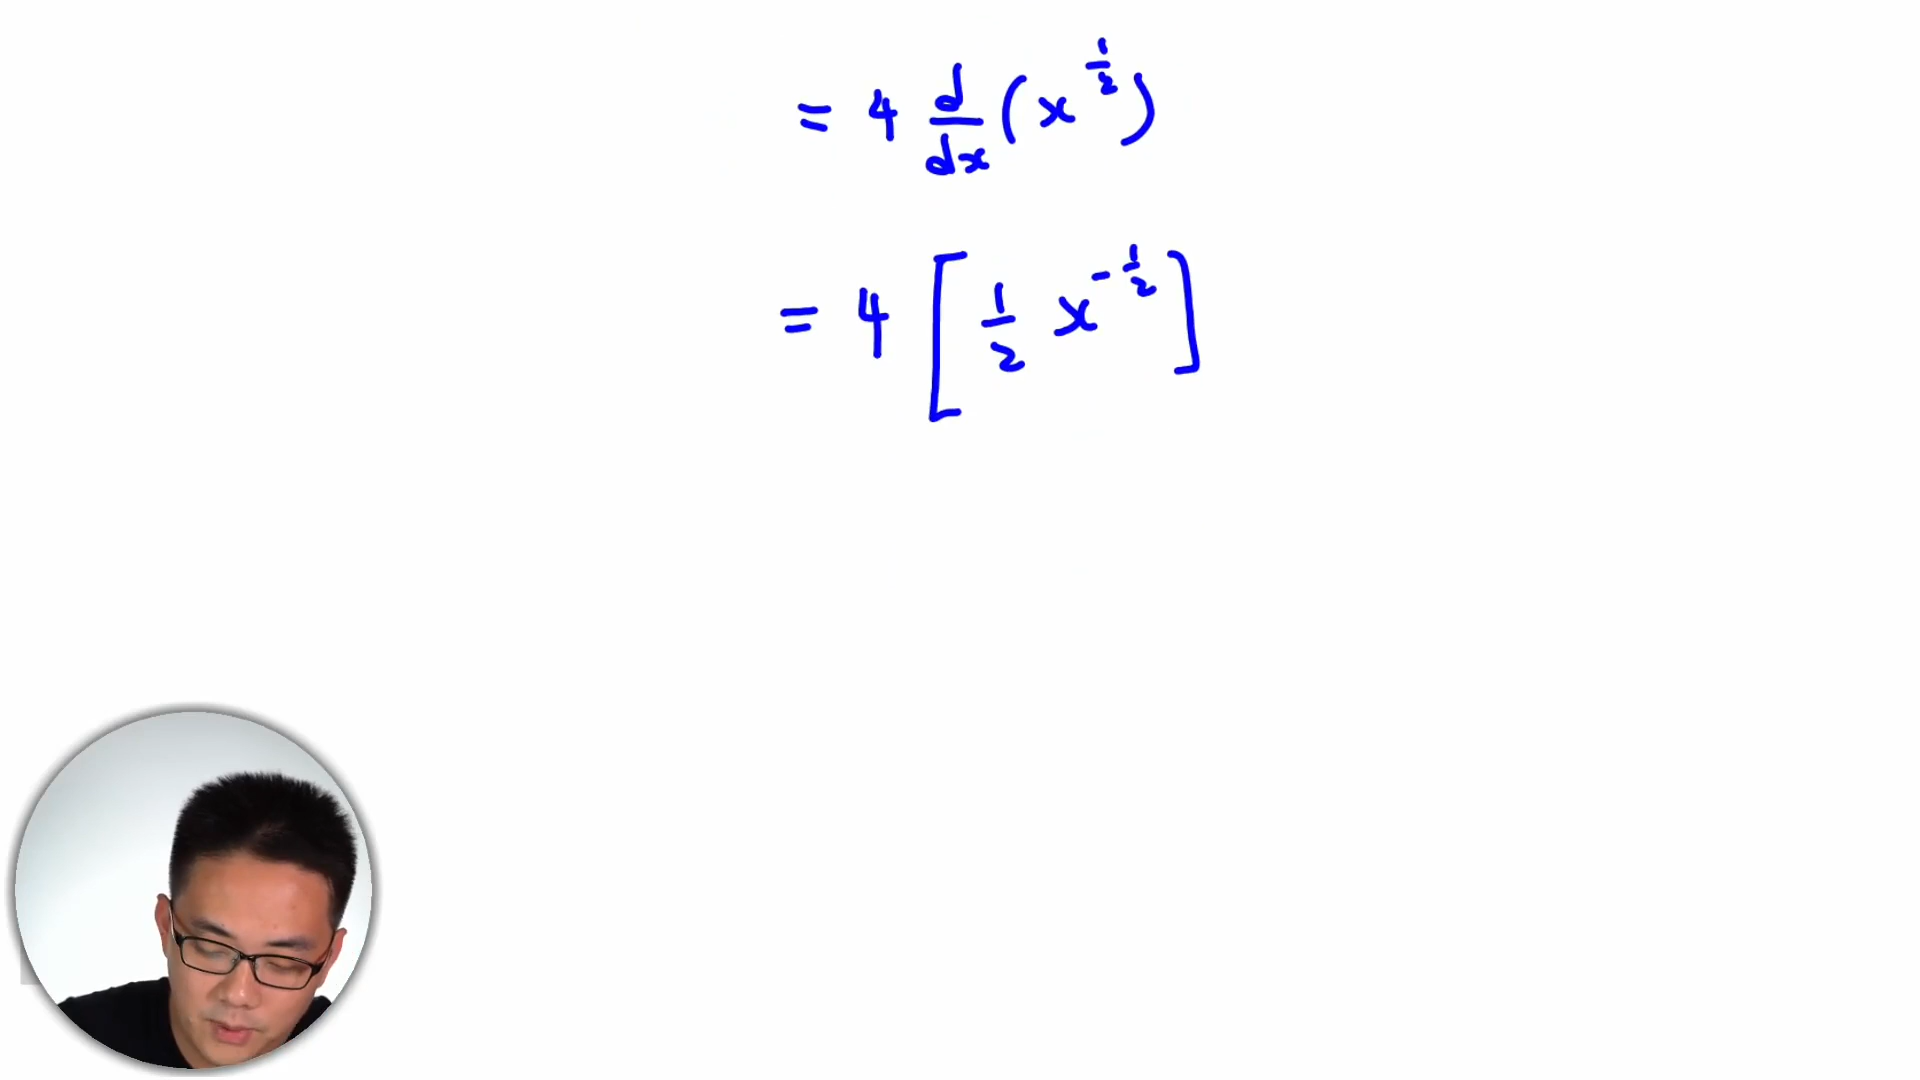 = 4 d/dx (x^{1/2})
= 4 [1/2 x^{-1/2}]